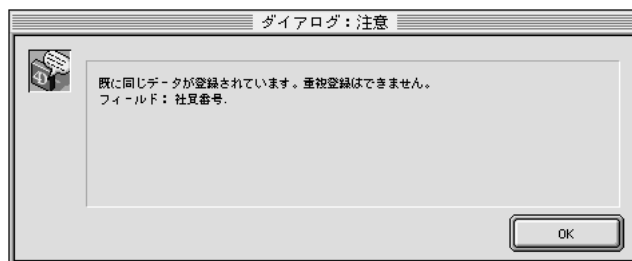 ダイアログ：注意
既に同じデータが登録されています。重複登録はできません。
フィールド： 社員番号.
OK